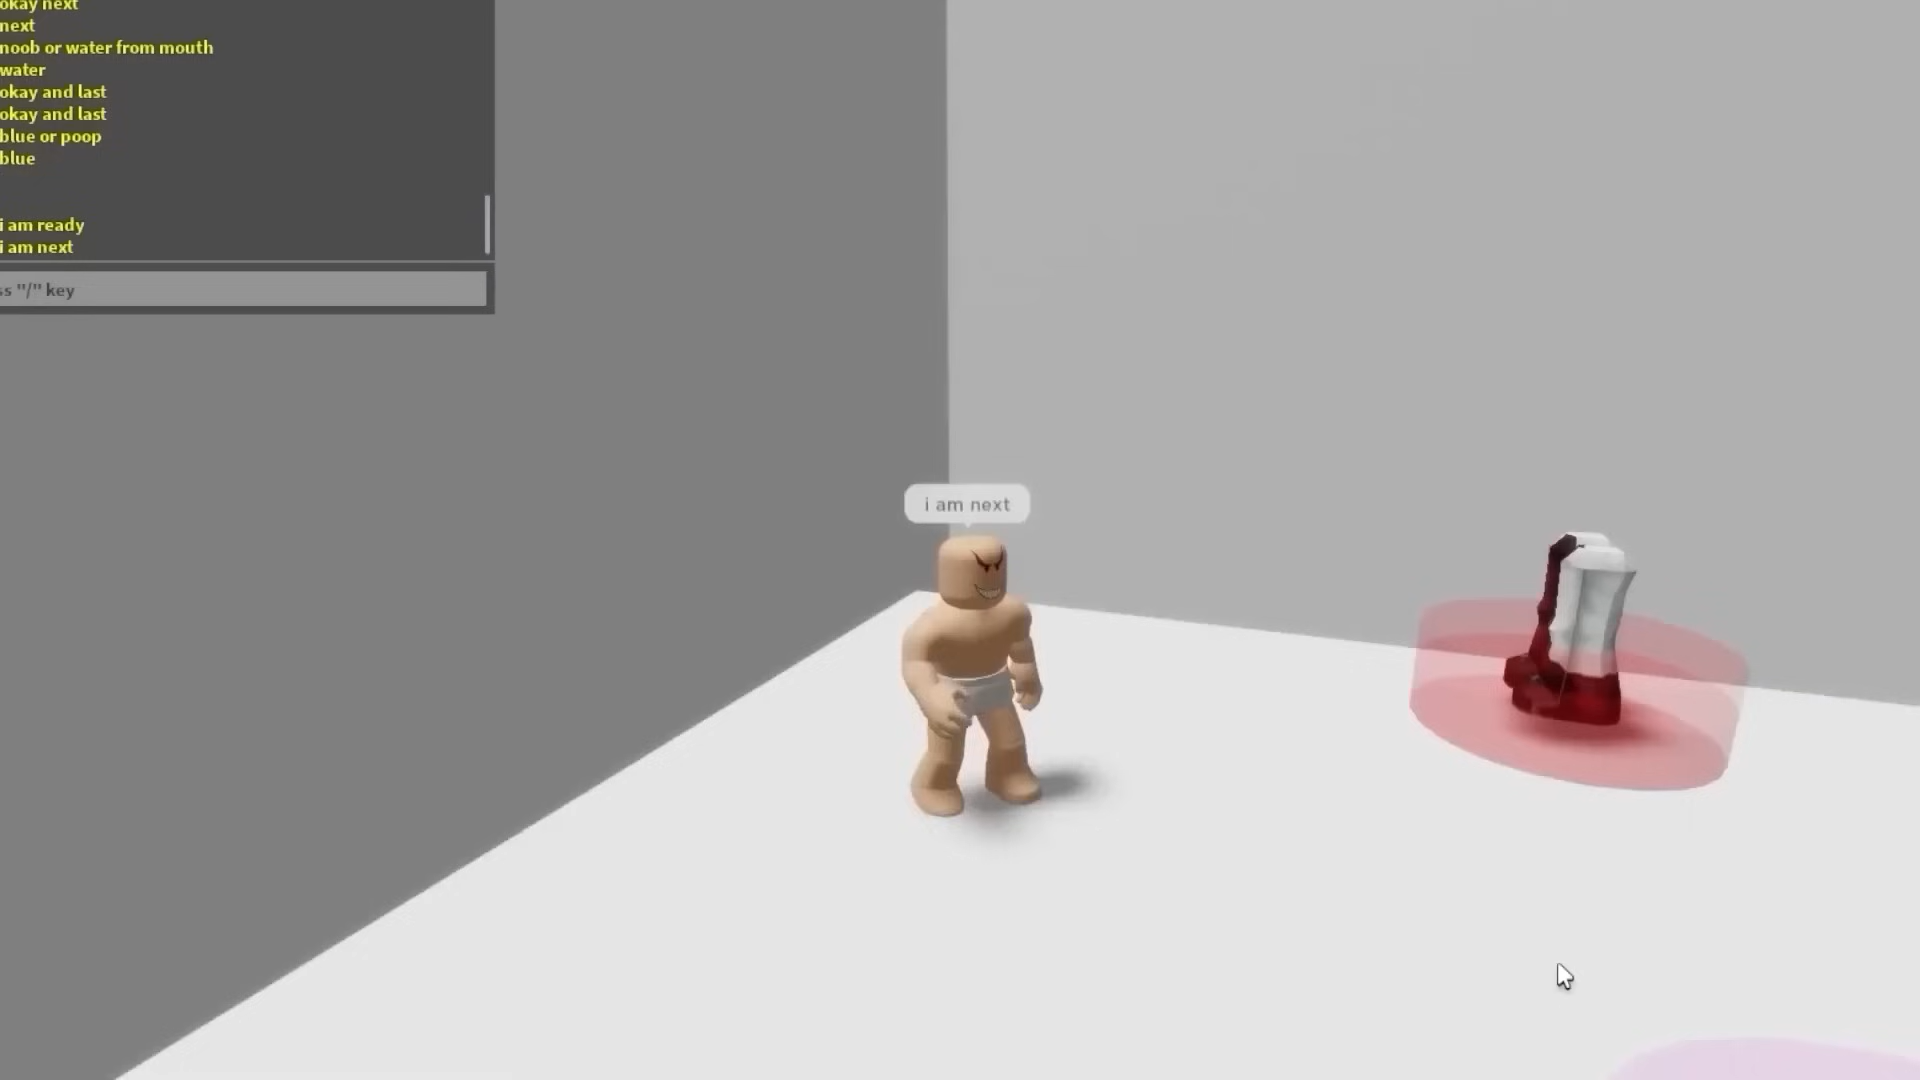 okay next
next
noob or water from mouth
water
okay and last
okay and last
blue or poop
blue
i am ready
i am next
"/" key
i am next